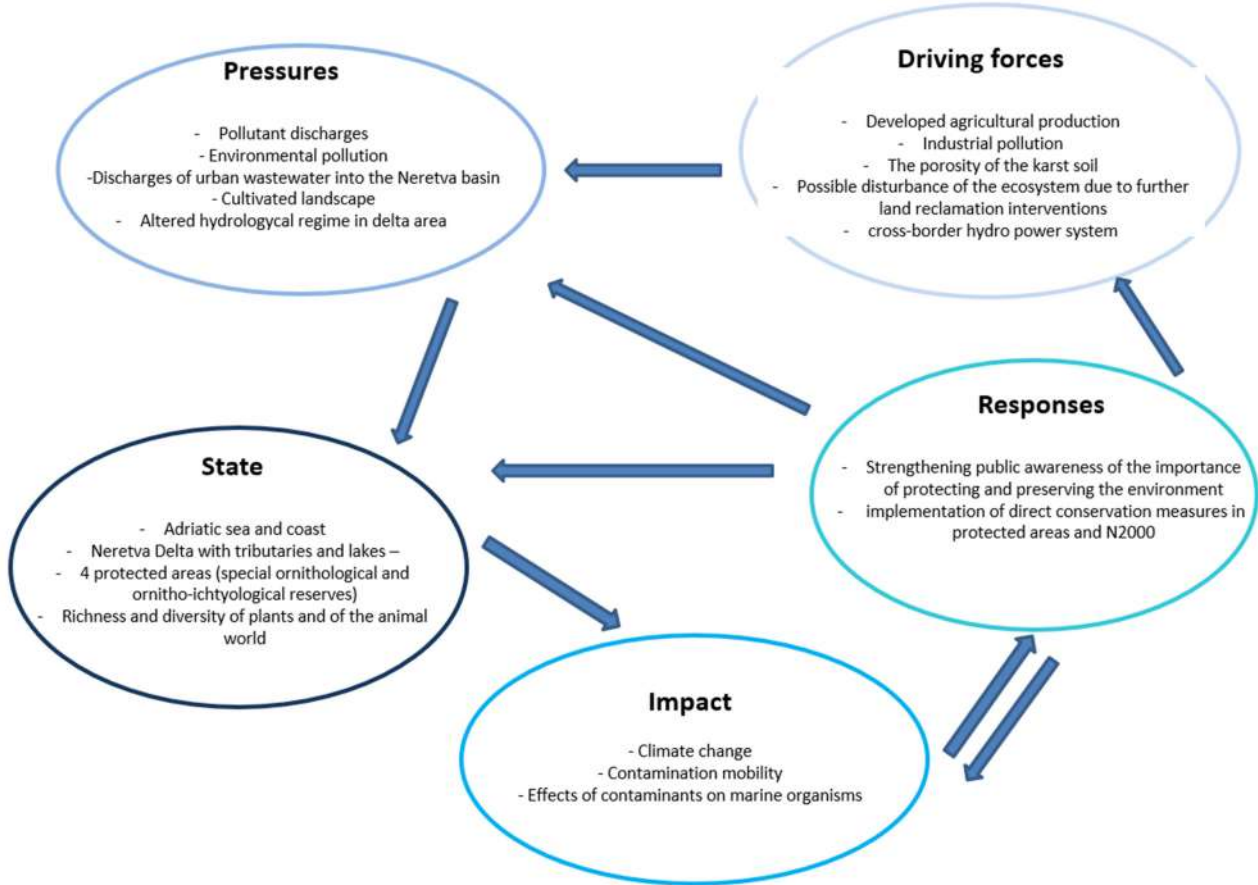 Pressures
- Pollutant discharges
- Environmental pollution
-Discharges of urban wastewater into the Neretva basin
- Cultivated landscape
- Altered hydrologycal regime in delta area
Driving forces
- Developed agricultural production
- Industrial pollution
- The porosity of the karst soil
- Possible disturbance of the ecosystem due to further
land reclamation interventions
- cross-border hydro power system
Responses
- Strengthening public awareness of the importance
of protecting and preserving the environment
- implementation of direct conservation measures in
protected areas and N2000
State
- Adriatic sea and coast
- Neretva Delta with tributaries and lakes –
- 4 protected areas (special ornithological and
ornitho-ichtyological reserves)
- Richness and diversity of plants and of the animal
world
Impact
- Climate change
- Contamination mobility
- Effects of contaminants on marine organisms